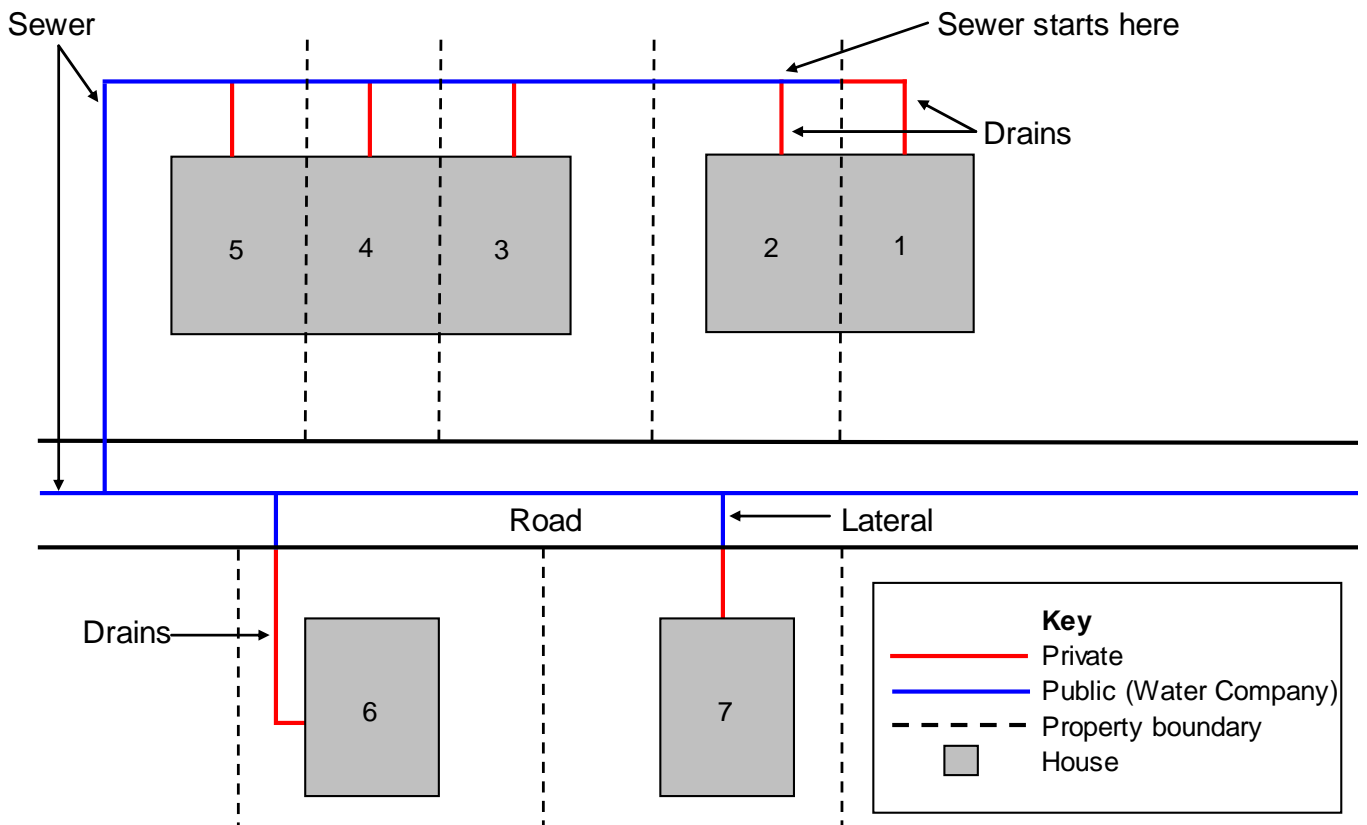 Sewer
Sewer starts here
Drains
5
4
3
2
1
Road
Lateral
Drains
6
7
Key
Private
Public (Water Company)
Property boundary
House